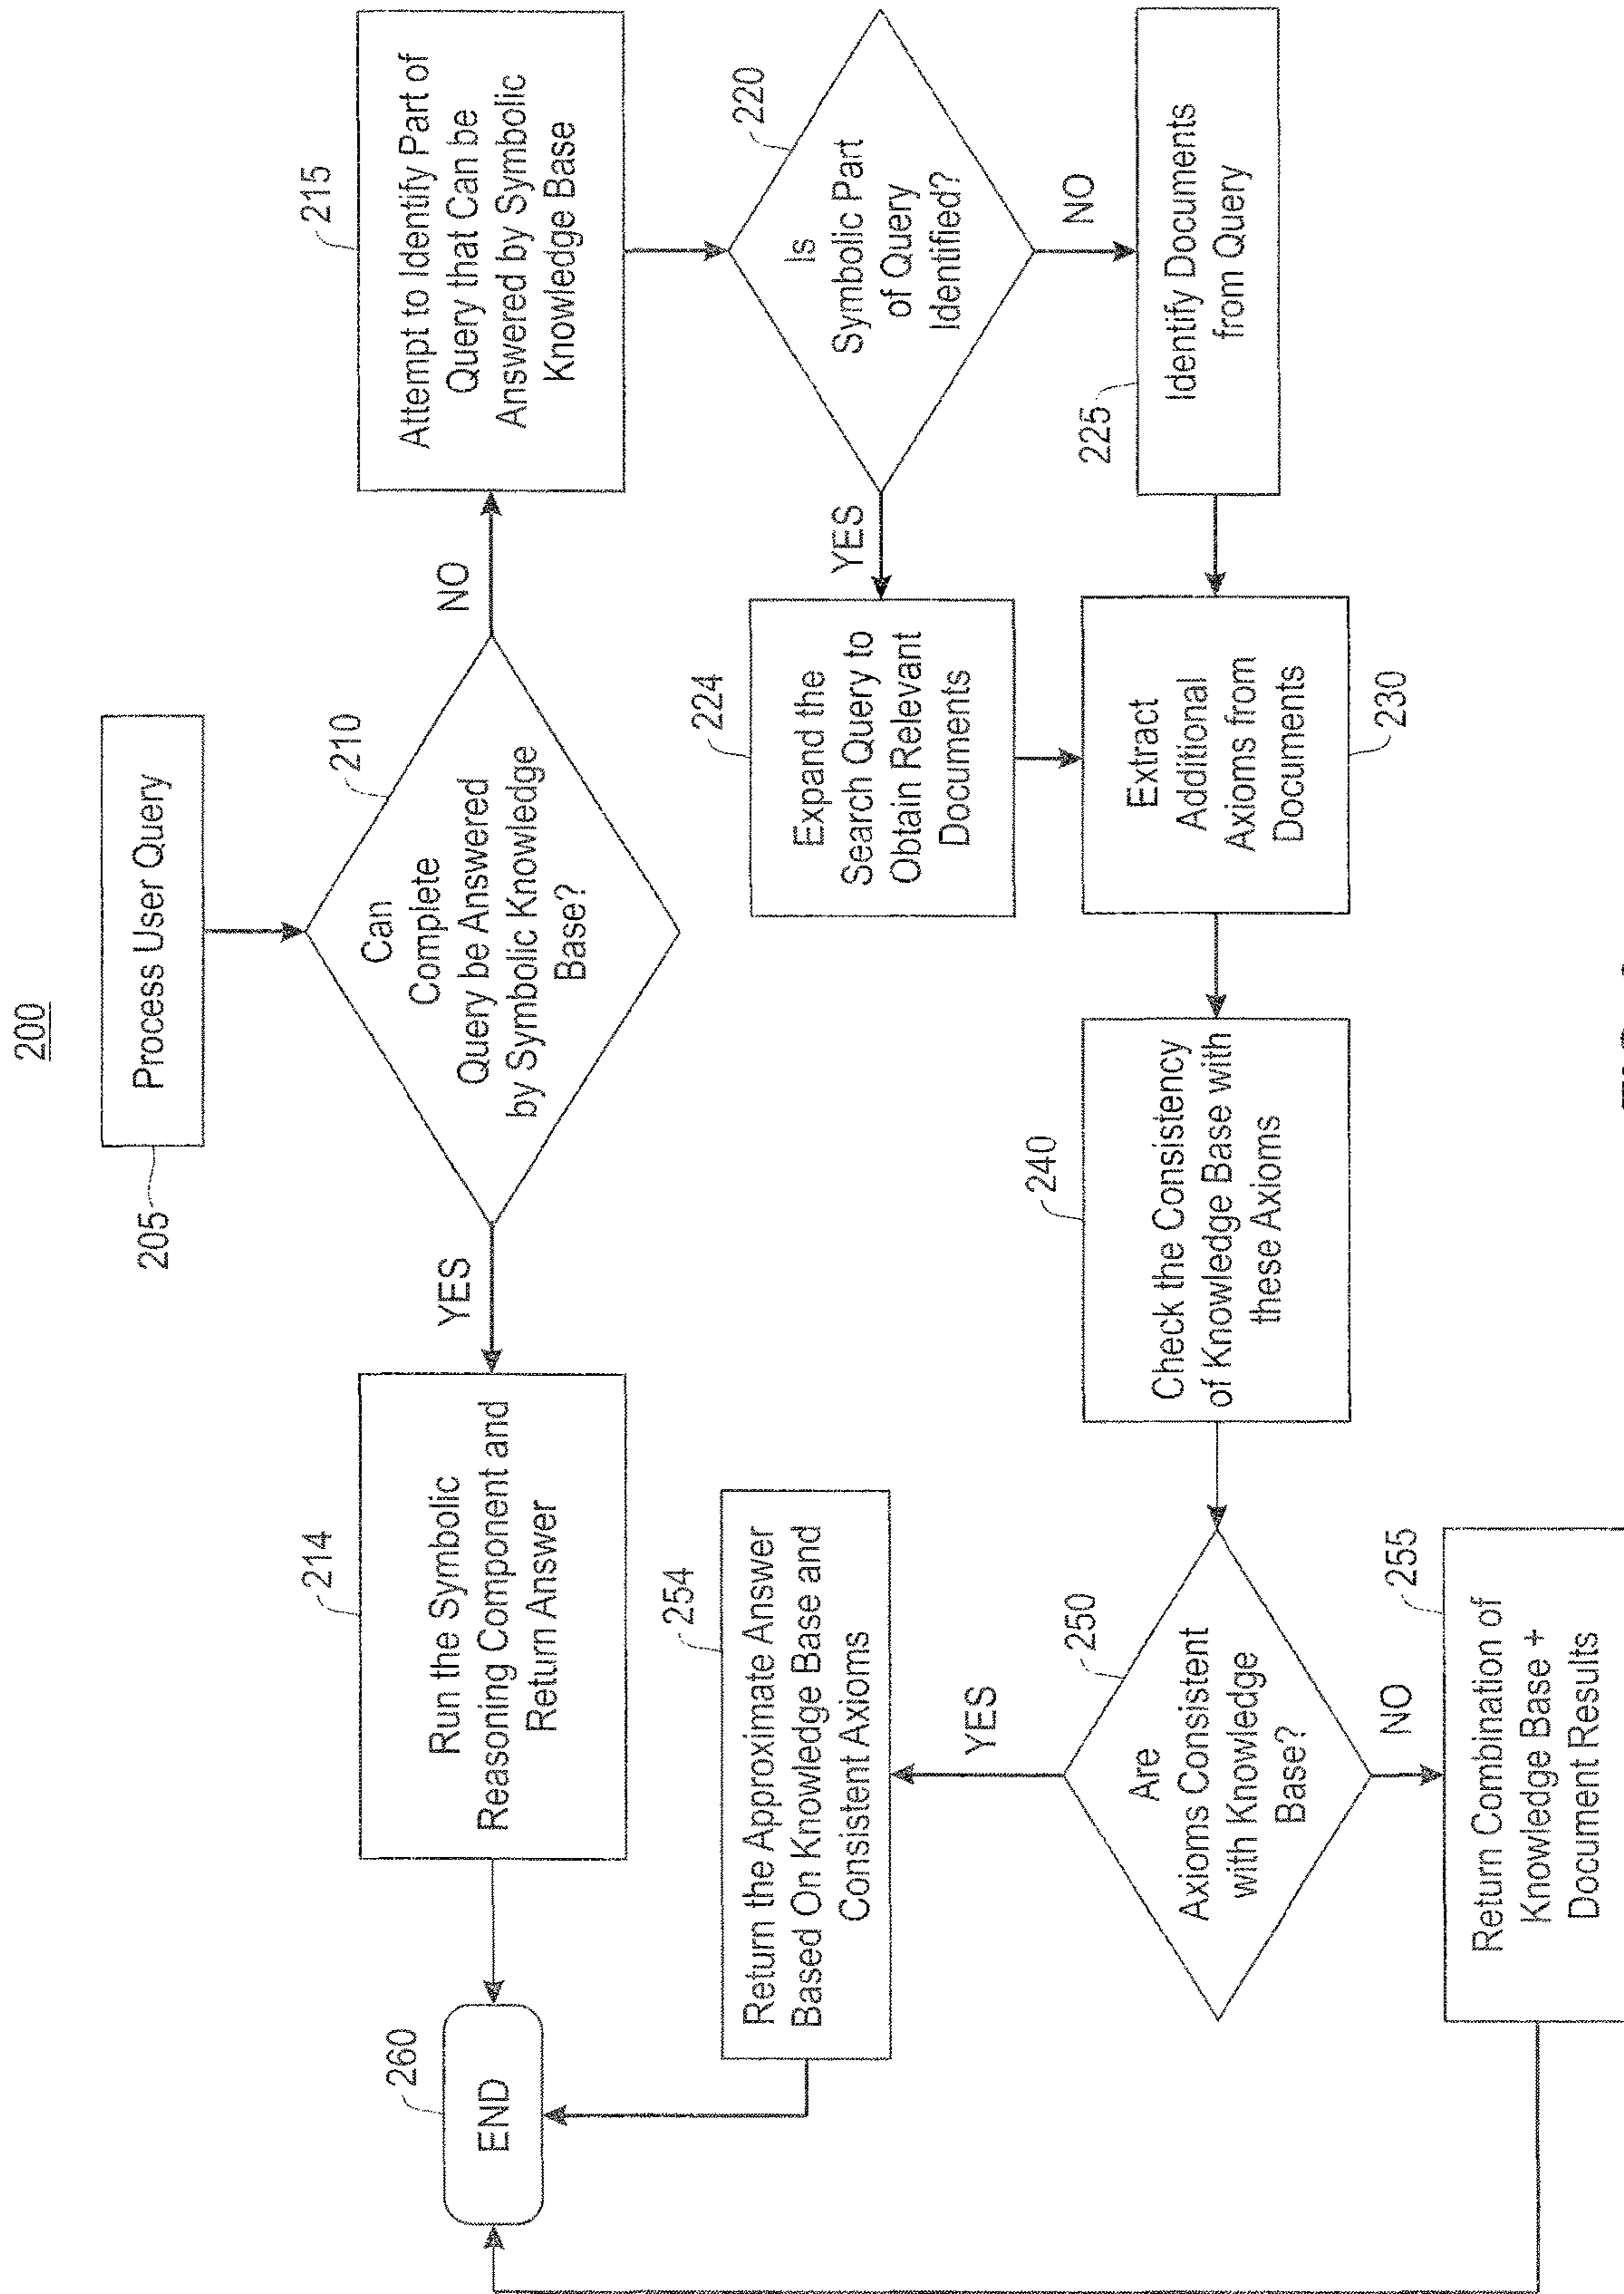 200
Process User Query
205
Can
Complete
Query be Answered
by Symbolic Knowledge
Base?
210
YES
NO
Run the Symbolic
Reasoning Component and
Return Answer
214
Attempt to Identify Part of
Query that Can be
Answered by Symbolic
Knowledge Base
215
END
260
Is
Symbolic Part
of Query
Identified?
220
YES
NO
Expand the
Search Query to
Obtain Relevant
Documents
224
Identify Documents
from Query
225
Extract
Additional
Axioms from
Documents
230
Check the Consistency
of Knowledge Base with
these Axioms
240
Are
Axioms Consistent
with Knowledge
Base?
250
YES
NO
Return the Approximate Answer
Based On Knowledge Base and
Consistent Axioms
254
Return Combination of
Knowledge Base +
Document Results
255